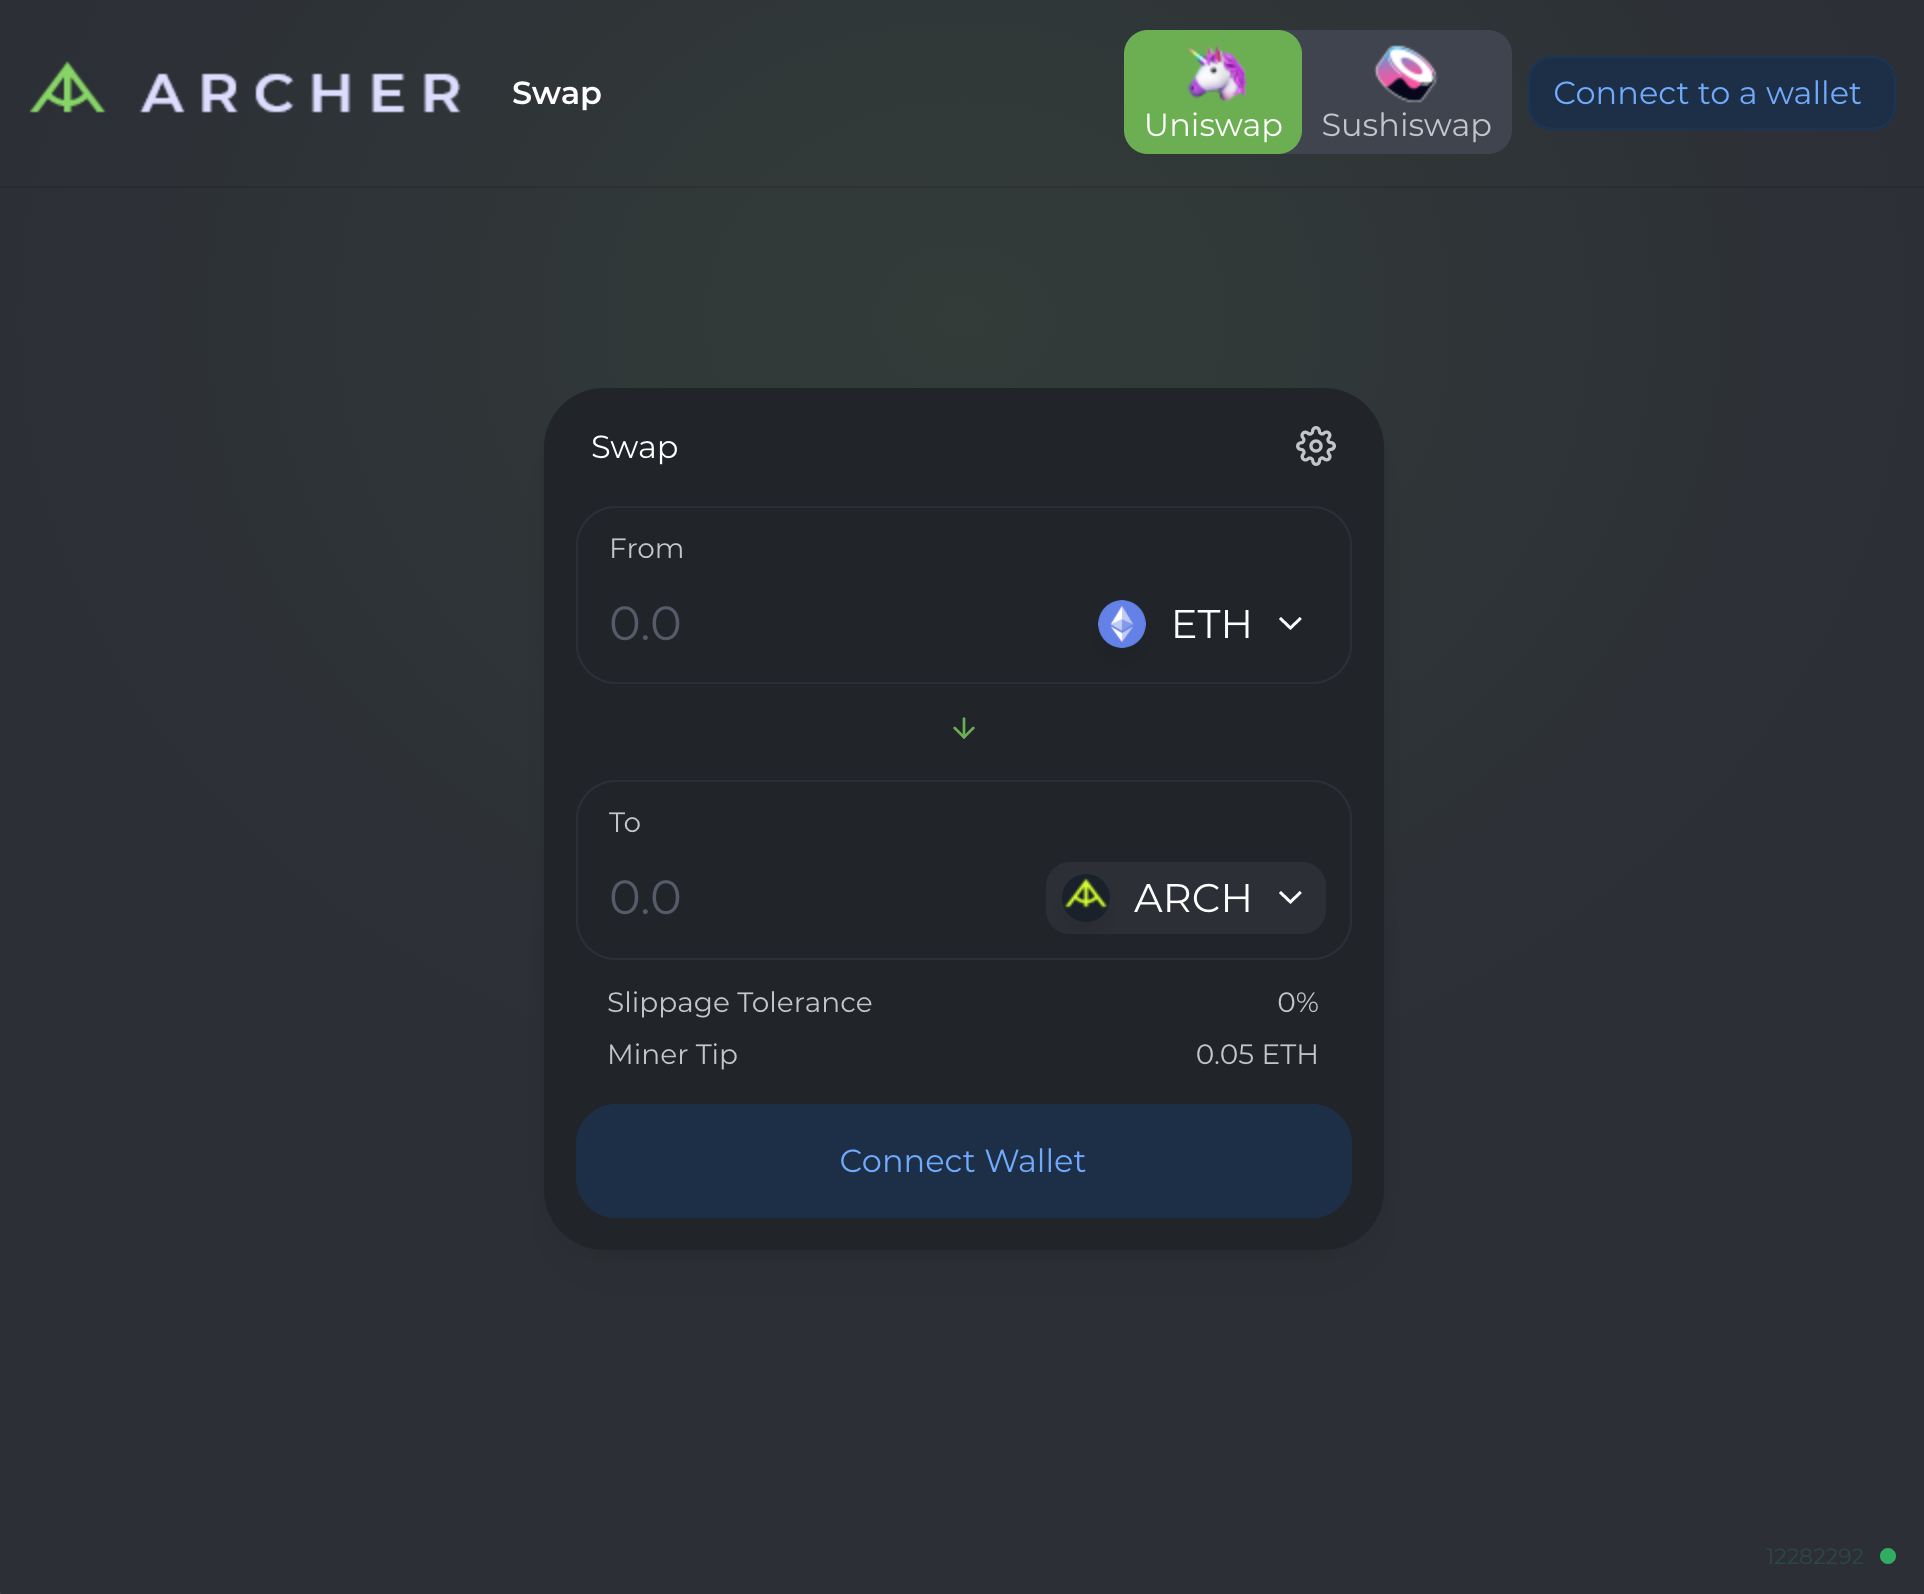 ARCHER
Swap
Uniswap
Sushiswap
Connect to a wallet
Swap
From
0.0
ETH
To
0.0
ARCH
Slippage Tolerance
0%
Miner Tip
0.05 ETH
Connect Wallet
12282292